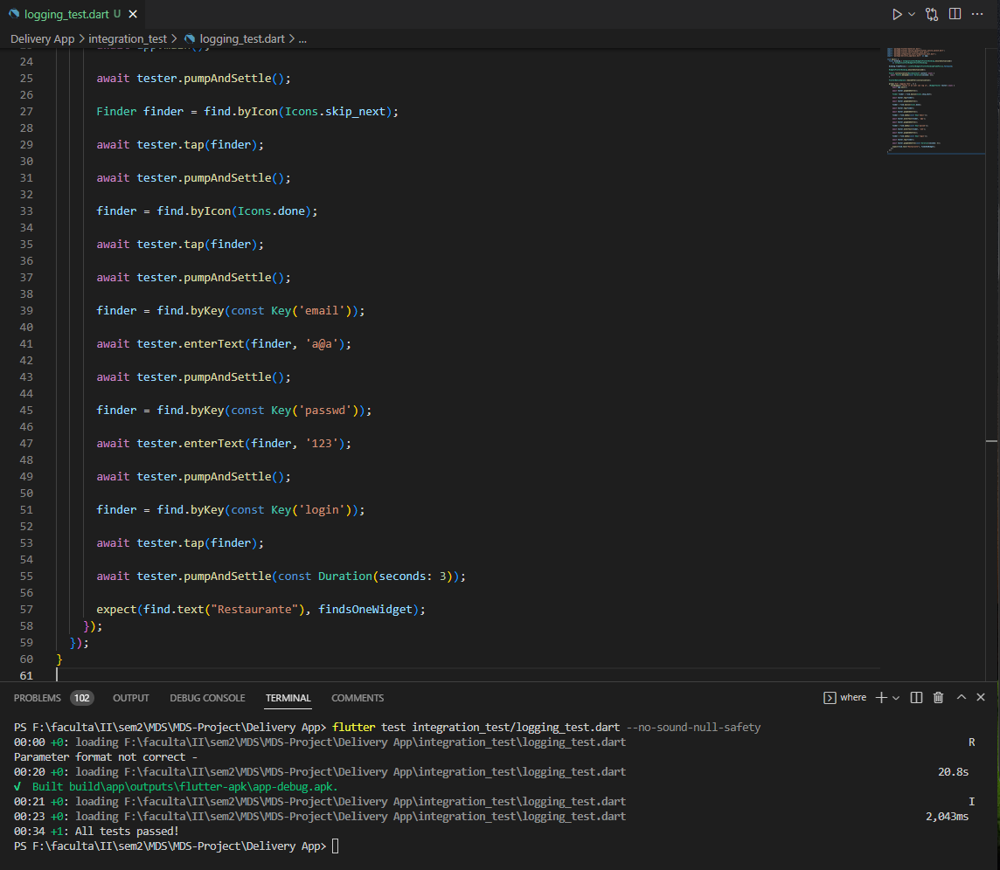 logging_test.dart U
Delivery App > integration_test > logging_test.dart > ...
24
25 await tester.pumpAndSettle();
26
27 Finder finder = find.byIcon(Icons.skip_next);
28
29 await tester.tap(finder);
30
31 await tester.pumpAndSettle();
32
33 finder = find.byIcon(Icons.done);
34
35 await tester.tap(finder);
36
37 await tester.pumpAndSettle();
38
39 finder = find.byKey(const Key('email'));
40
41 await tester.enterText(finder, 'a@a');
42
43 await tester.pumpAndSettle();
44
45 finder = find.byKey(const Key('passwd'));
46
47 await tester.enterText(finder, '123');
48
49 await tester.pumpAndSettle();
50
51 finder = find.byKey(const Key('login'));
52
53 await tester.tap(finder);
54
55 await tester.pumpAndSettle(const Duration(seconds: 3));
56
57 expect(find.text("Restaurante"), findsOneWidget);
58 });
59 });
60 }
61
PROBLEMS 102 OUTPUT DEBUG CONSOLE TERMINAL COMMENTS where
PS F:\faculta\II\sem2\MDS\MDS-Project\Delivery App> flutter test integration_test/logging_test.dart --no-sound-null-safety
00:00 +0: loading F:\faculta\II\sem2\MDS\MDS-Project\Delivery App\integration_test\logging_test.dart R
Parameter format not correct -
00:20 +0: loading F:\faculta\II\sem2\MDS\MDS-Project\Delivery App\integration_test\logging_test.dart 20.8s
√ Built build\app\outputs\flutter-apk\app-debug.apk.
00:21 +0: loading F:\faculta\II\sem2\MDS\MDS-Project\Delivery App\integration_test\logging_test.dart I
00:23 +0: loading F:\faculta\II\sem2\MDS\MDS-Project\Delivery App\integration_test\logging_test.dart 2,043ms
00:34 +1: All tests passed!
PS F:\faculta\II\sem2\MDS\MDS-Project\Delivery App>